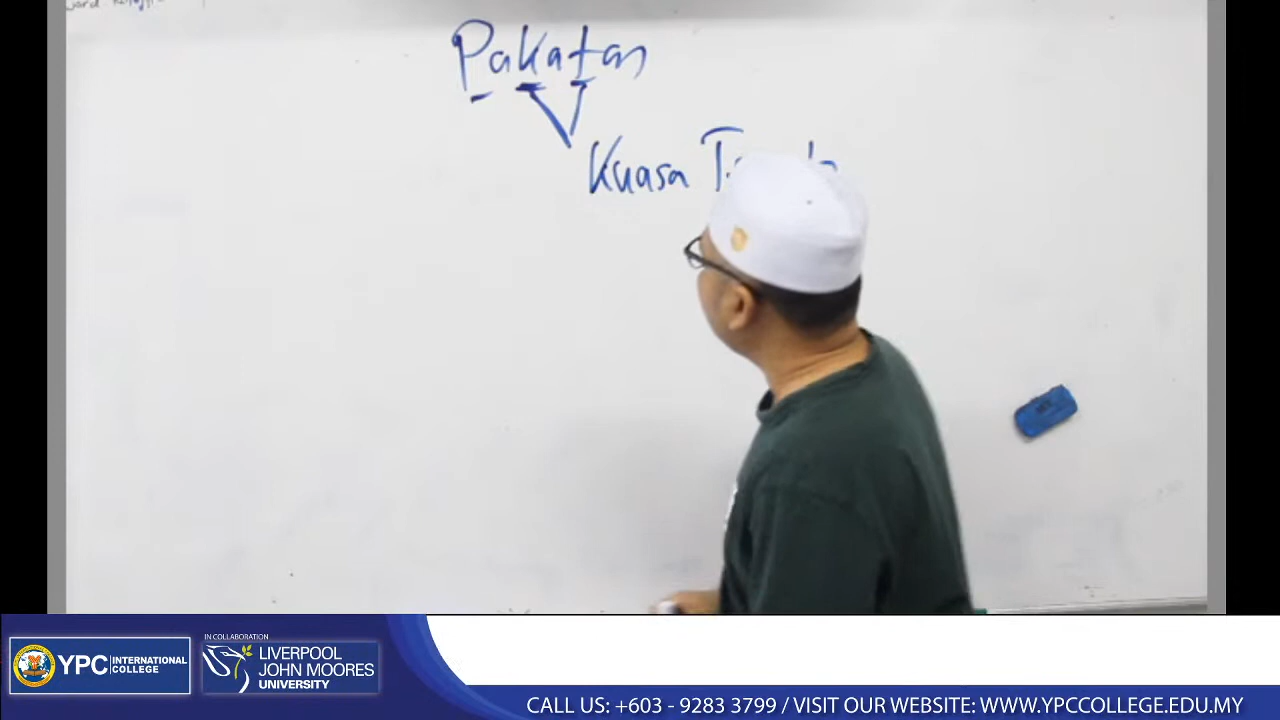 Pakatan
Kuasa
YPC INTERNATIONAL COLLEGE
IN COLLABORATION
LIVERPOOL
JOHN MOORES
UNIVERSITY
CALL US: +603 - 9283 3799 / VISIT OUR WEBSITE: WWW.YPCCOLLEGE.EDU.MY